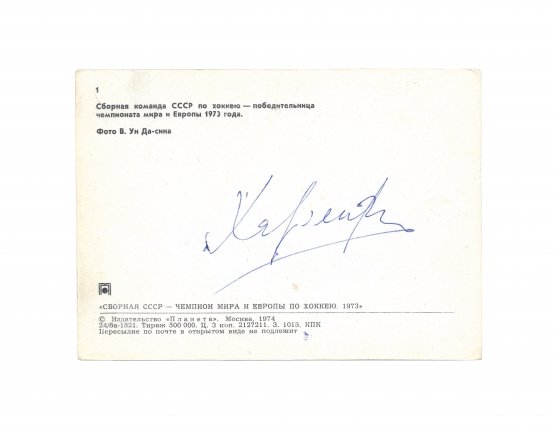 1
Сборная команда СССР по хоккею — победительница
чемпионата мира и Европы 1973 года.
Фото В. Ун Да-сина
«СБОРНАЯ СССР — ЧЕМПИОН МИРА И ЕВРОПЫ ПО ХОККЕЮ. 1973»
© Издательство «Планета». Москва, 1974
24/8а-1821. Тираж 500 000. Ц. 3 коп. 2127211. З. 1013. КПК
Пересылке по почте в открытом виде не подлежит